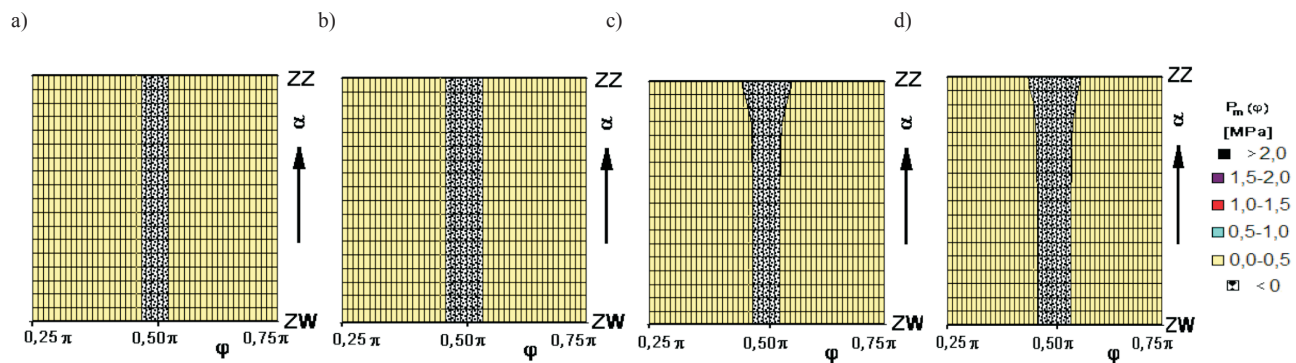 a)
ZZ
α
ZW
0,25 π
0,50π
0,75π
φ
b)
ZZ
α
ZW
0,25 π
0,50π
0,75π
φ
c)
ZZ
α
ZW
0,25 π
0,50π
0,75π
φ
d)
ZZ
α
ZW
0,25 π
0,50π
0,75π
φ
Pm(φ)
[MPa]
>2,0
1,5-2,0
1,0-1,5
0,5-1,0
0,0-0,5
<0